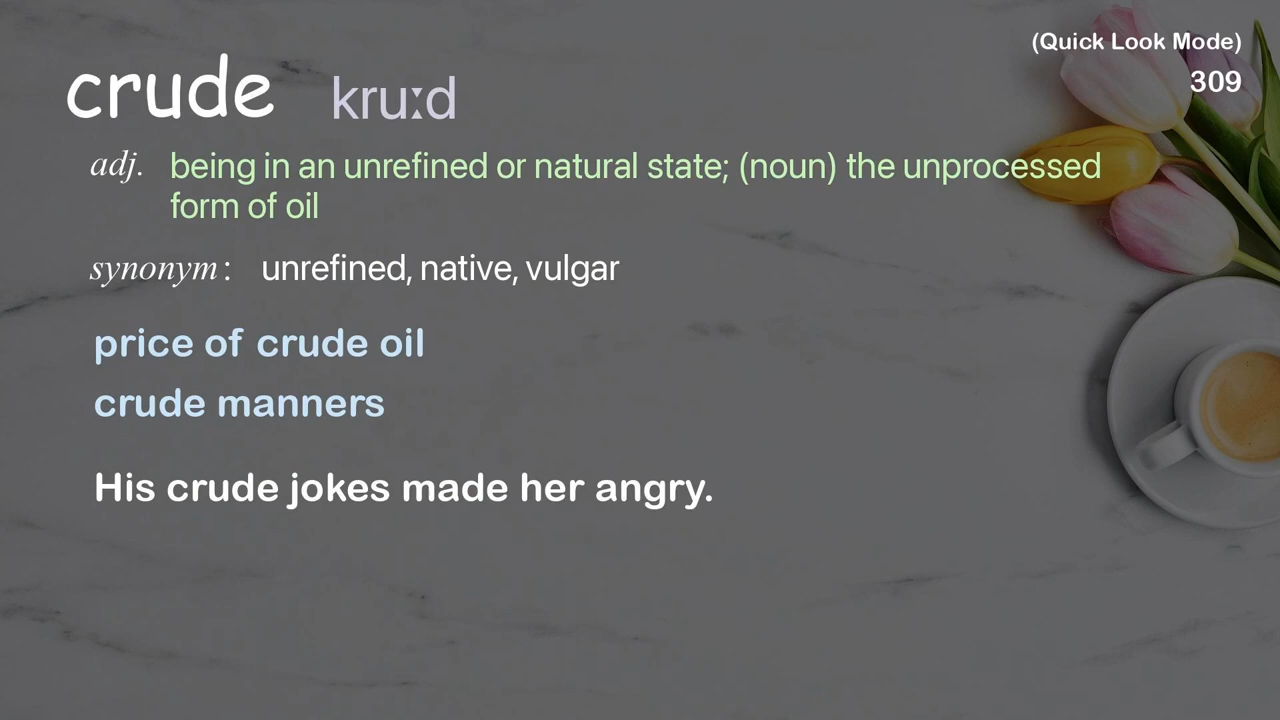 (Quick Look Mode)
309
crude kruːd
adj. being in an unrefined or natural state; (noun) the unprocessed
form of oil
synonym: unrefined, native, vulgar
price of crude oil
crude manners
His crude jokes made her angry.